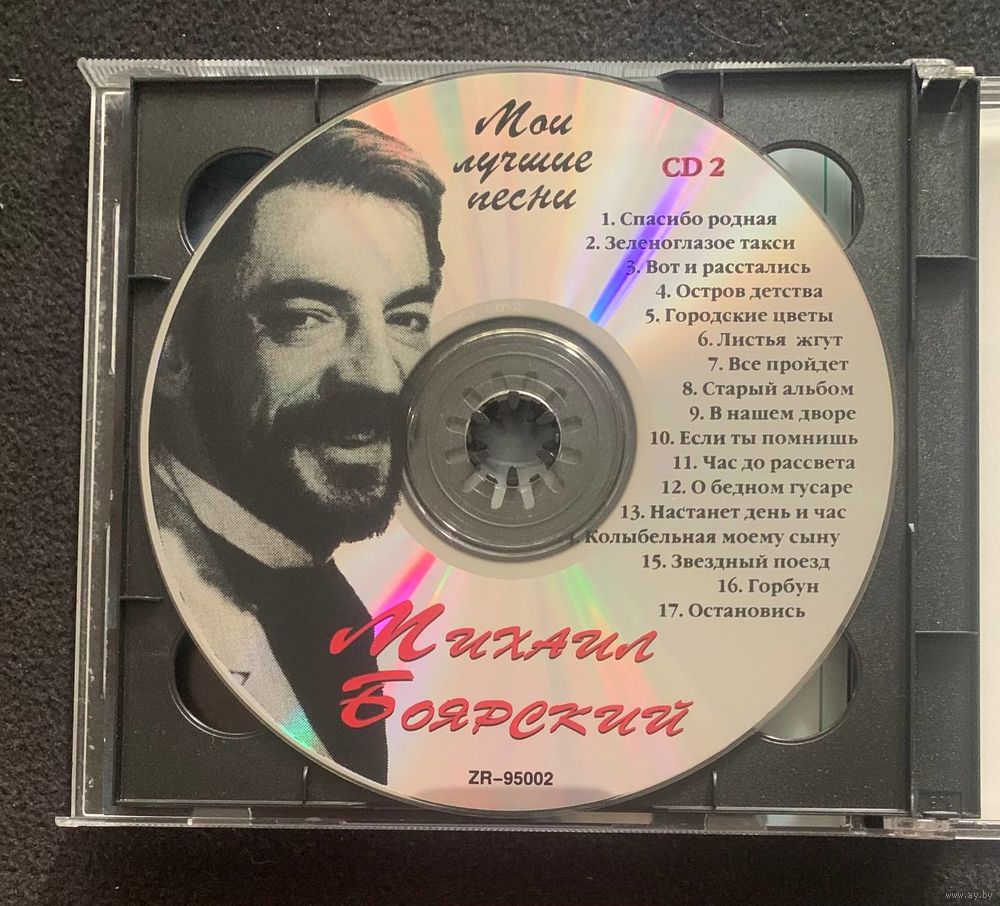 Мои
лучшие
песни
CD 2
1. Спасибо родная
2. Зеленоглазое такси
3. Вот и расстались
4. Остров детства
5. Городские цветы
6. Листья жгут
7. Все пройдет
8. Старый альбом
9. В нашем дворе
10. Если ты помнишь
11. Час до рассвета
12. О бедном гусаре
13. Настанет день и час
Колыбельная моему сыну
15. Звездный поезд
16. Горбун
17. Остановись
Михаил
Боярский
ZR-95002
www.ay.by